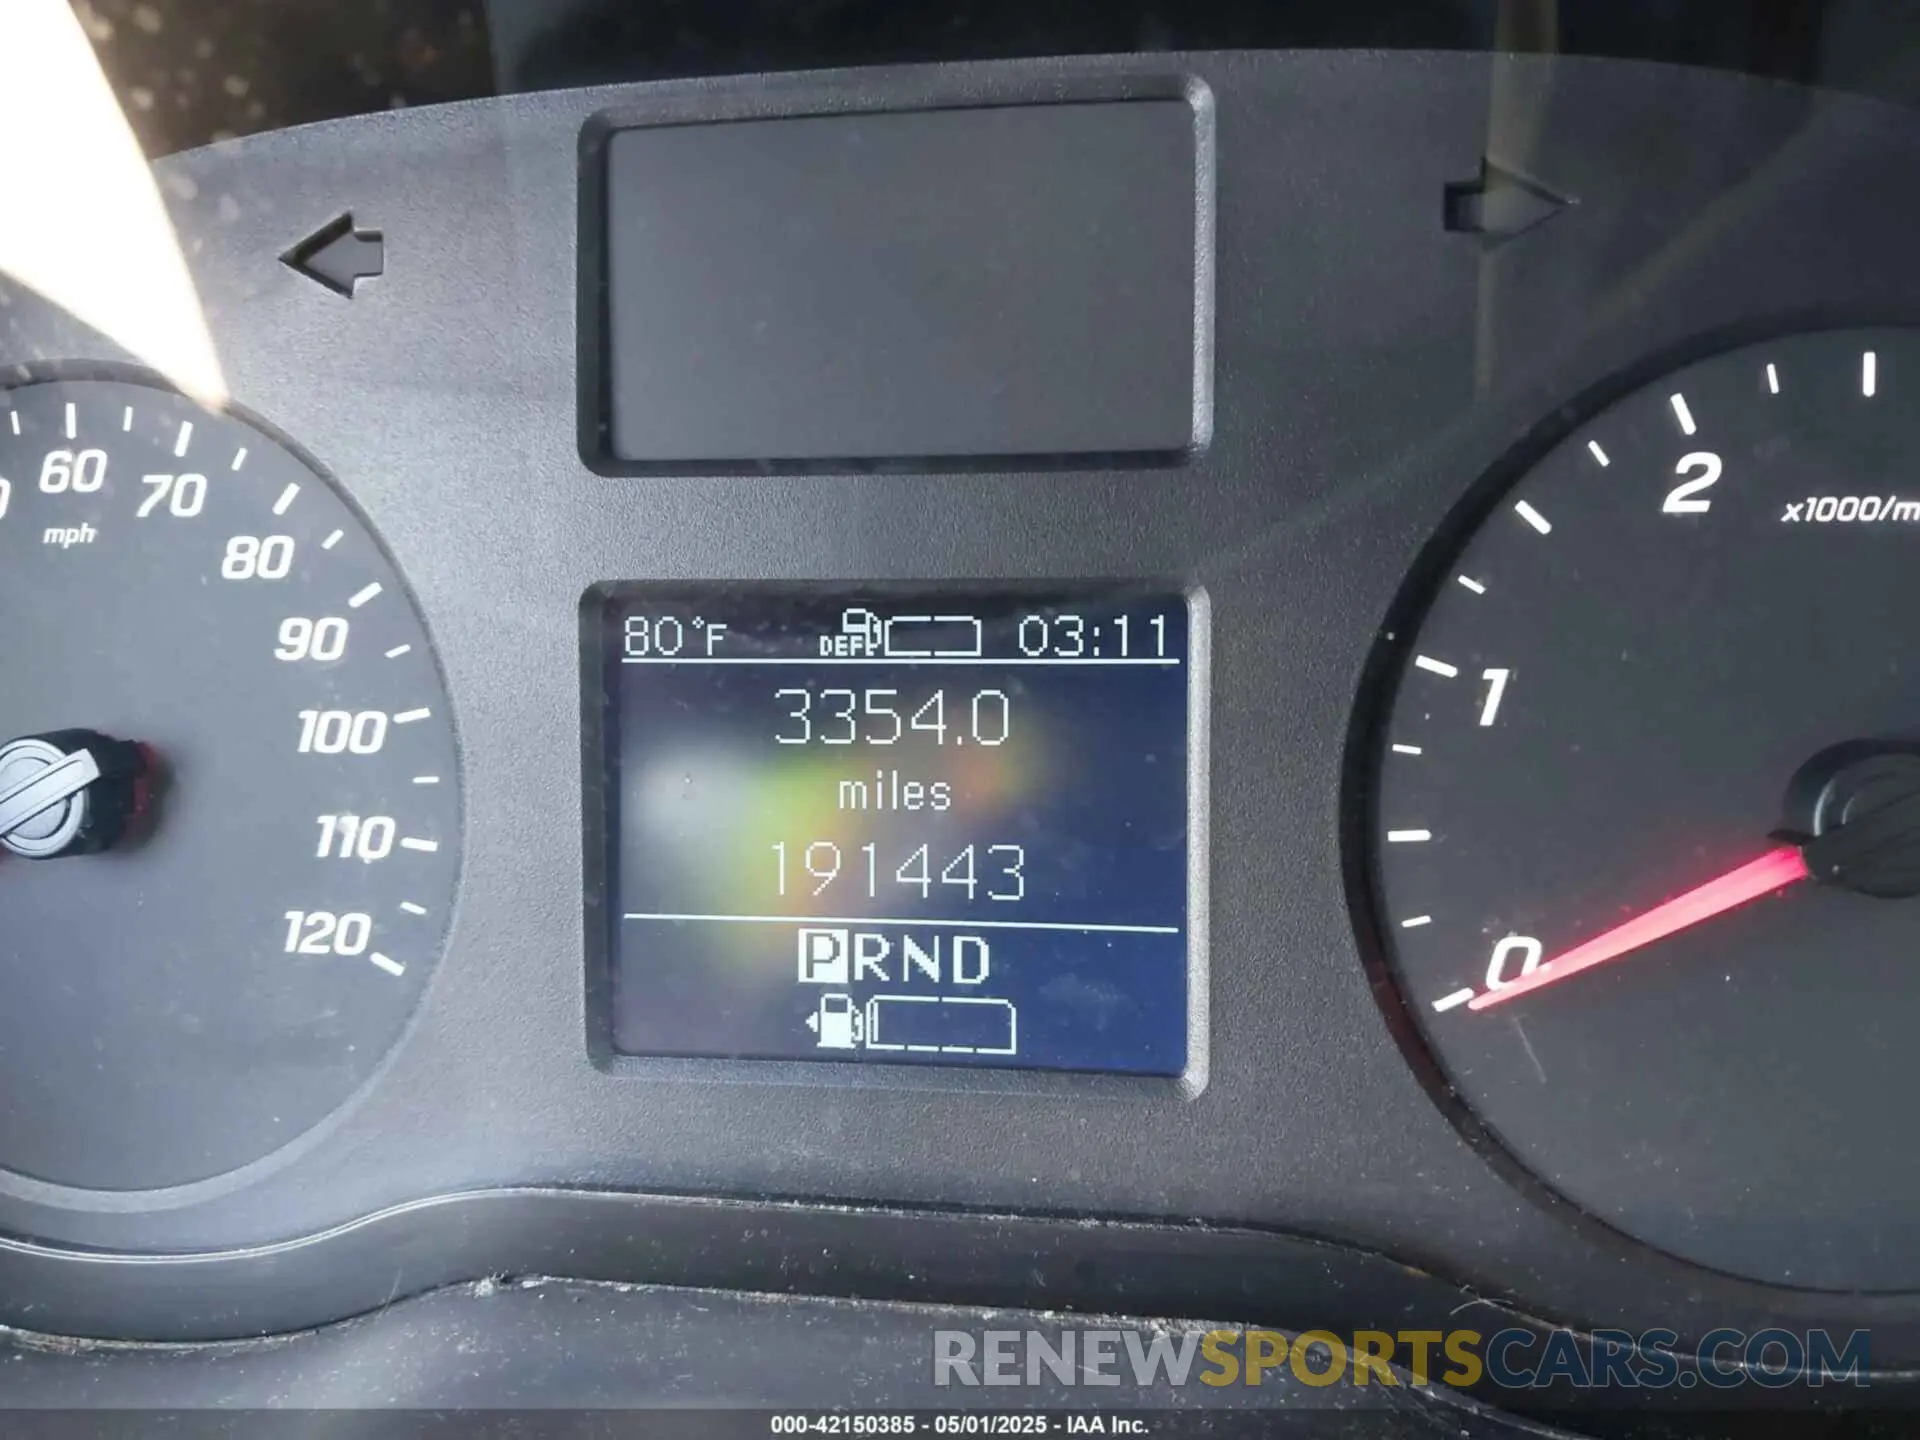 60 70
mph
80
90
100
110
120
80°F DEF 03:11
3354.0
miles
191443
PRND
2
x1000/m
1
0
RENEWSPORTSCARS.COM
000-42150385 - 05/01/2025 - IAA Inc.